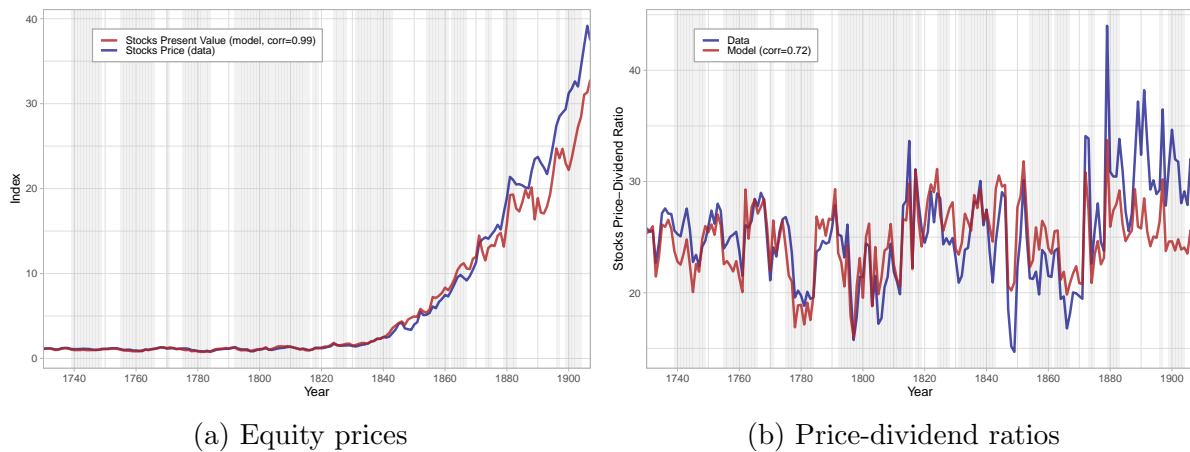 Stocks Present Value (model, corr=0.99)
Stocks Price (data)
Index
40
30
20
10
0
1740
1760
1780
1800
1820
1840
1860
1880
1900
Year
(a) Equity prices
Data
Model (corr=0.72)
Stocks Price−Dividend Ratio
40
30
20
1740
1760
1780
1800
1820
1840
1860
1880
1900
Year
(b) Price-dividend ratios